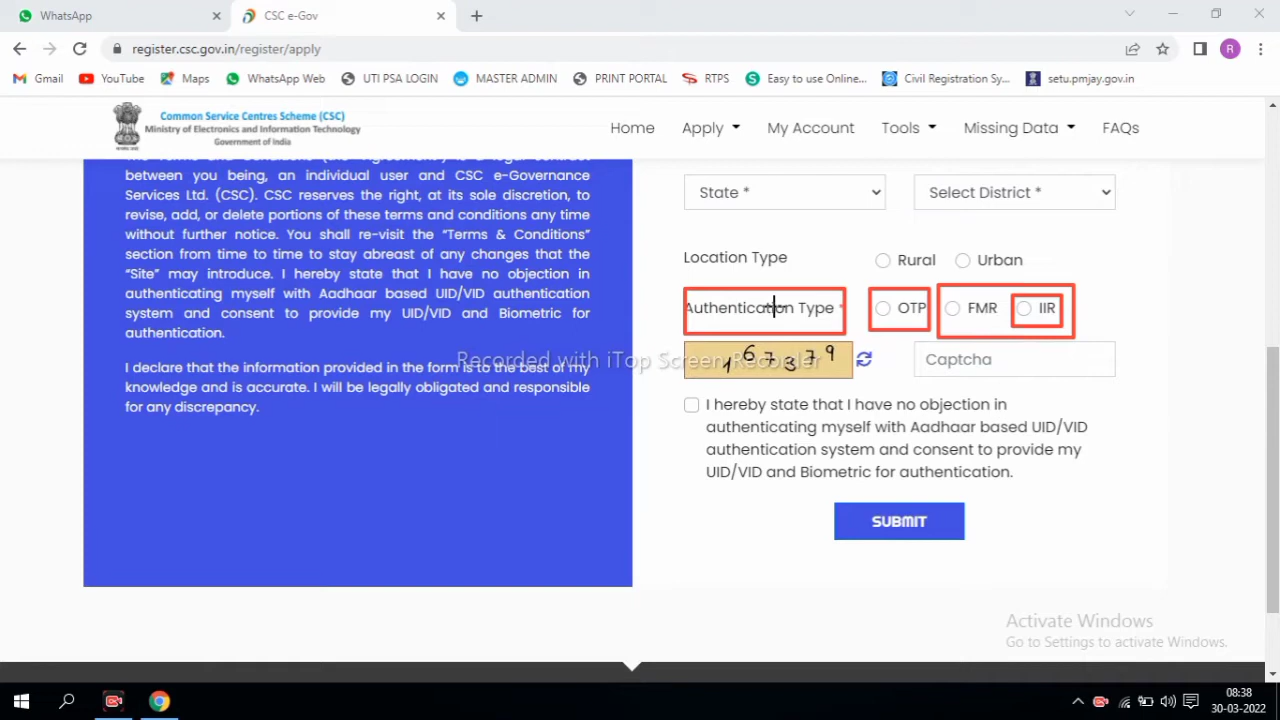 WhatsApp
CSC e-Gov
register.csc.gov.in/register/apply
R
Gmail
YouTube
Maps
WhatsApp Web
UTI PSA LOGIN
MASTER ADMIN
PRINT PORTAL
RTPS
Easy to use Online...
Civil Registration Sy...
setu.pmjay.gov.in
Common Service Centres Scheme (CSC)
Ministry of Electronics and Information Technology
Government of India
Home
Apply
My Account
Tools
Missing Data
FAQs
The Terms and Conditions (the "Agreement") is a legal contract
between you being, an individual user and CSC e-Governance
Services Ltd. (CSC). CSC reserves the right, at its sole discretion, to
revise, add, or delete portions of these terms and conditions any time
without further notice. You shall re-visit the “Terms & Conditions”
section from time to time to stay abreast of any changes that the
“Site” may introduce. I hereby state that I have no objection in
authenticating myself with Aadhaar based UID/VID authentication
system and consent to provide my UID/VID and Biometric for
authentication.
I declare that the information provided in the form is to the best of my
knowledge and is accurate. I will be legally obligated and responsible
for any discrepancy.
State *
Select District *
Location Type
Rural
Urban
Authentication Type *
OTP
FMR
IIR
167379
Captcha
Recorded with iTop Screen Recorder
I hereby state that I have no objection in
authenticating myself with Aadhaar based UID/VID
authentication system and consent to provide my
UID/VID and Biometric for authentication.
SUBMIT
Activate Windows
Go to Settings to activate Windows.
08:38
30-03-2022